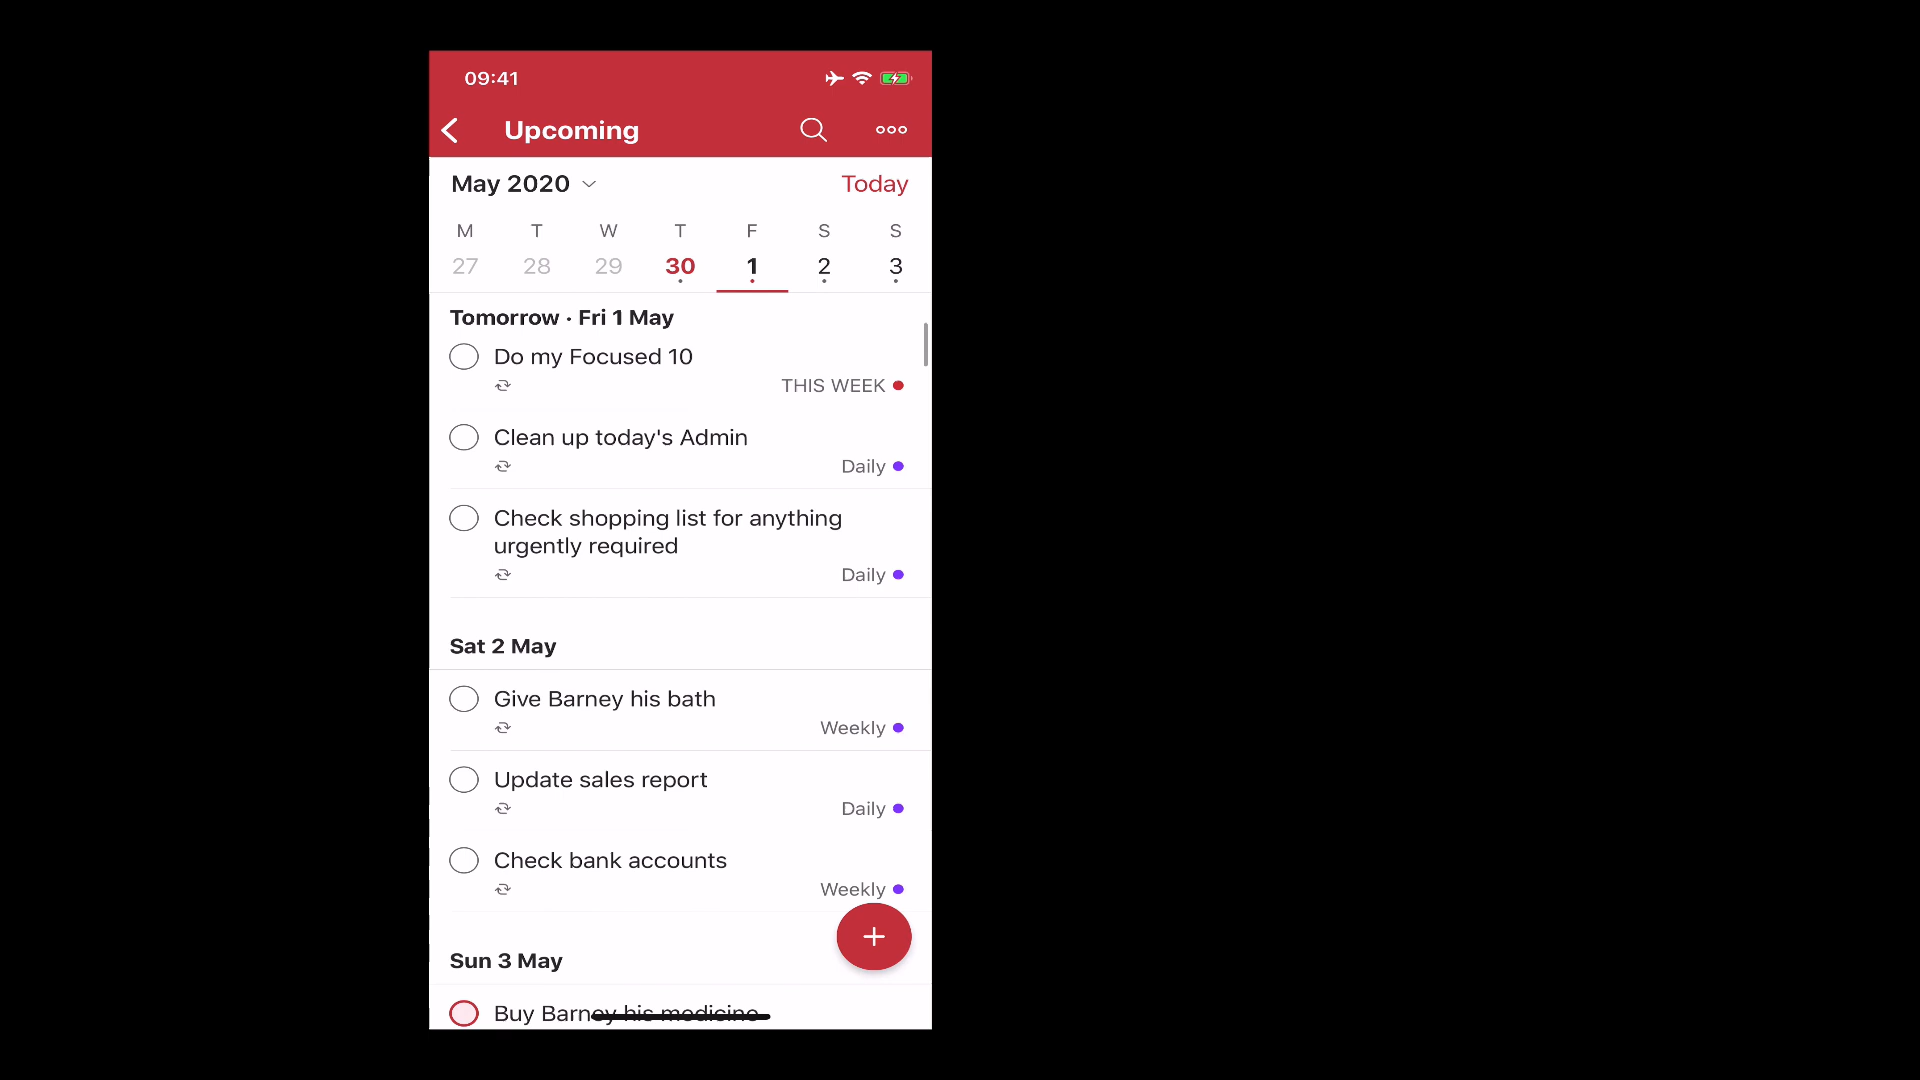 09:41
Upcoming
May 2020
Today
M T W T F S S
27 28 29 30 1 2 3
Tomorrow · Fri 1 May
Do my Focused 10
THIS WEEK
Clean up today's Admin
Daily
Check shopping list for anything
urgently required
Daily
Sat 2 May
Give Barney his bath
Weekly
Update sales report
Daily
Check bank accounts
Weekly
Sun 3 May
Buy Barney his medicine